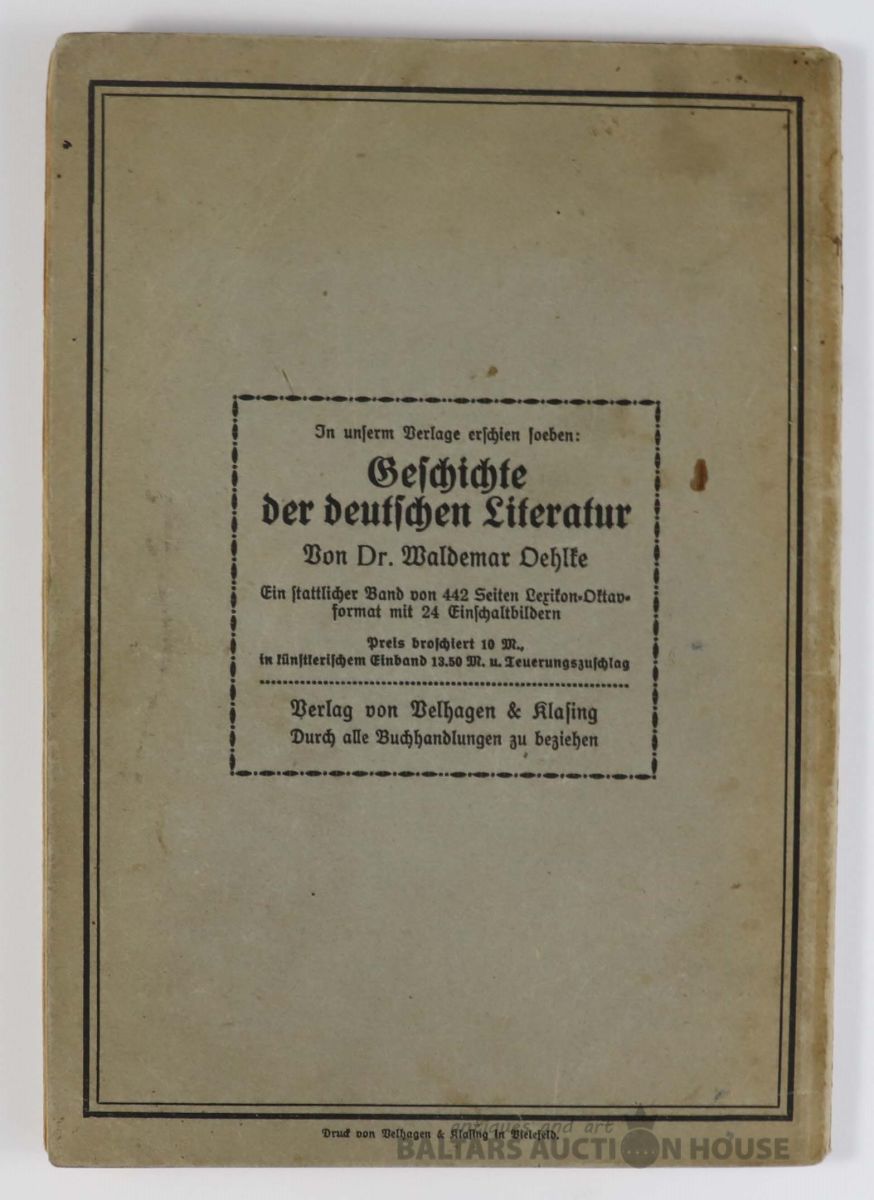 In unserm Verlage erschien soeben:
Geschichte
der deutschen Literatur
Von Dr. Waldemar Oehlke
Ein stattlicher Band von 442 Seiten Lexikon-Oktav-
format mit 24 Einschaltbildern
Preis broschiert 10 M.,
in künstlerischem Einband 13.50 M. u. Teuerungszuschlag
Verlag von Velhagen & Klasing
Durch alle Buchhandlungen zu beziehen
Druck von Velhagen & Klasing in Bielefeld.
antiques and art
BALTARS AUCTION HOUSE